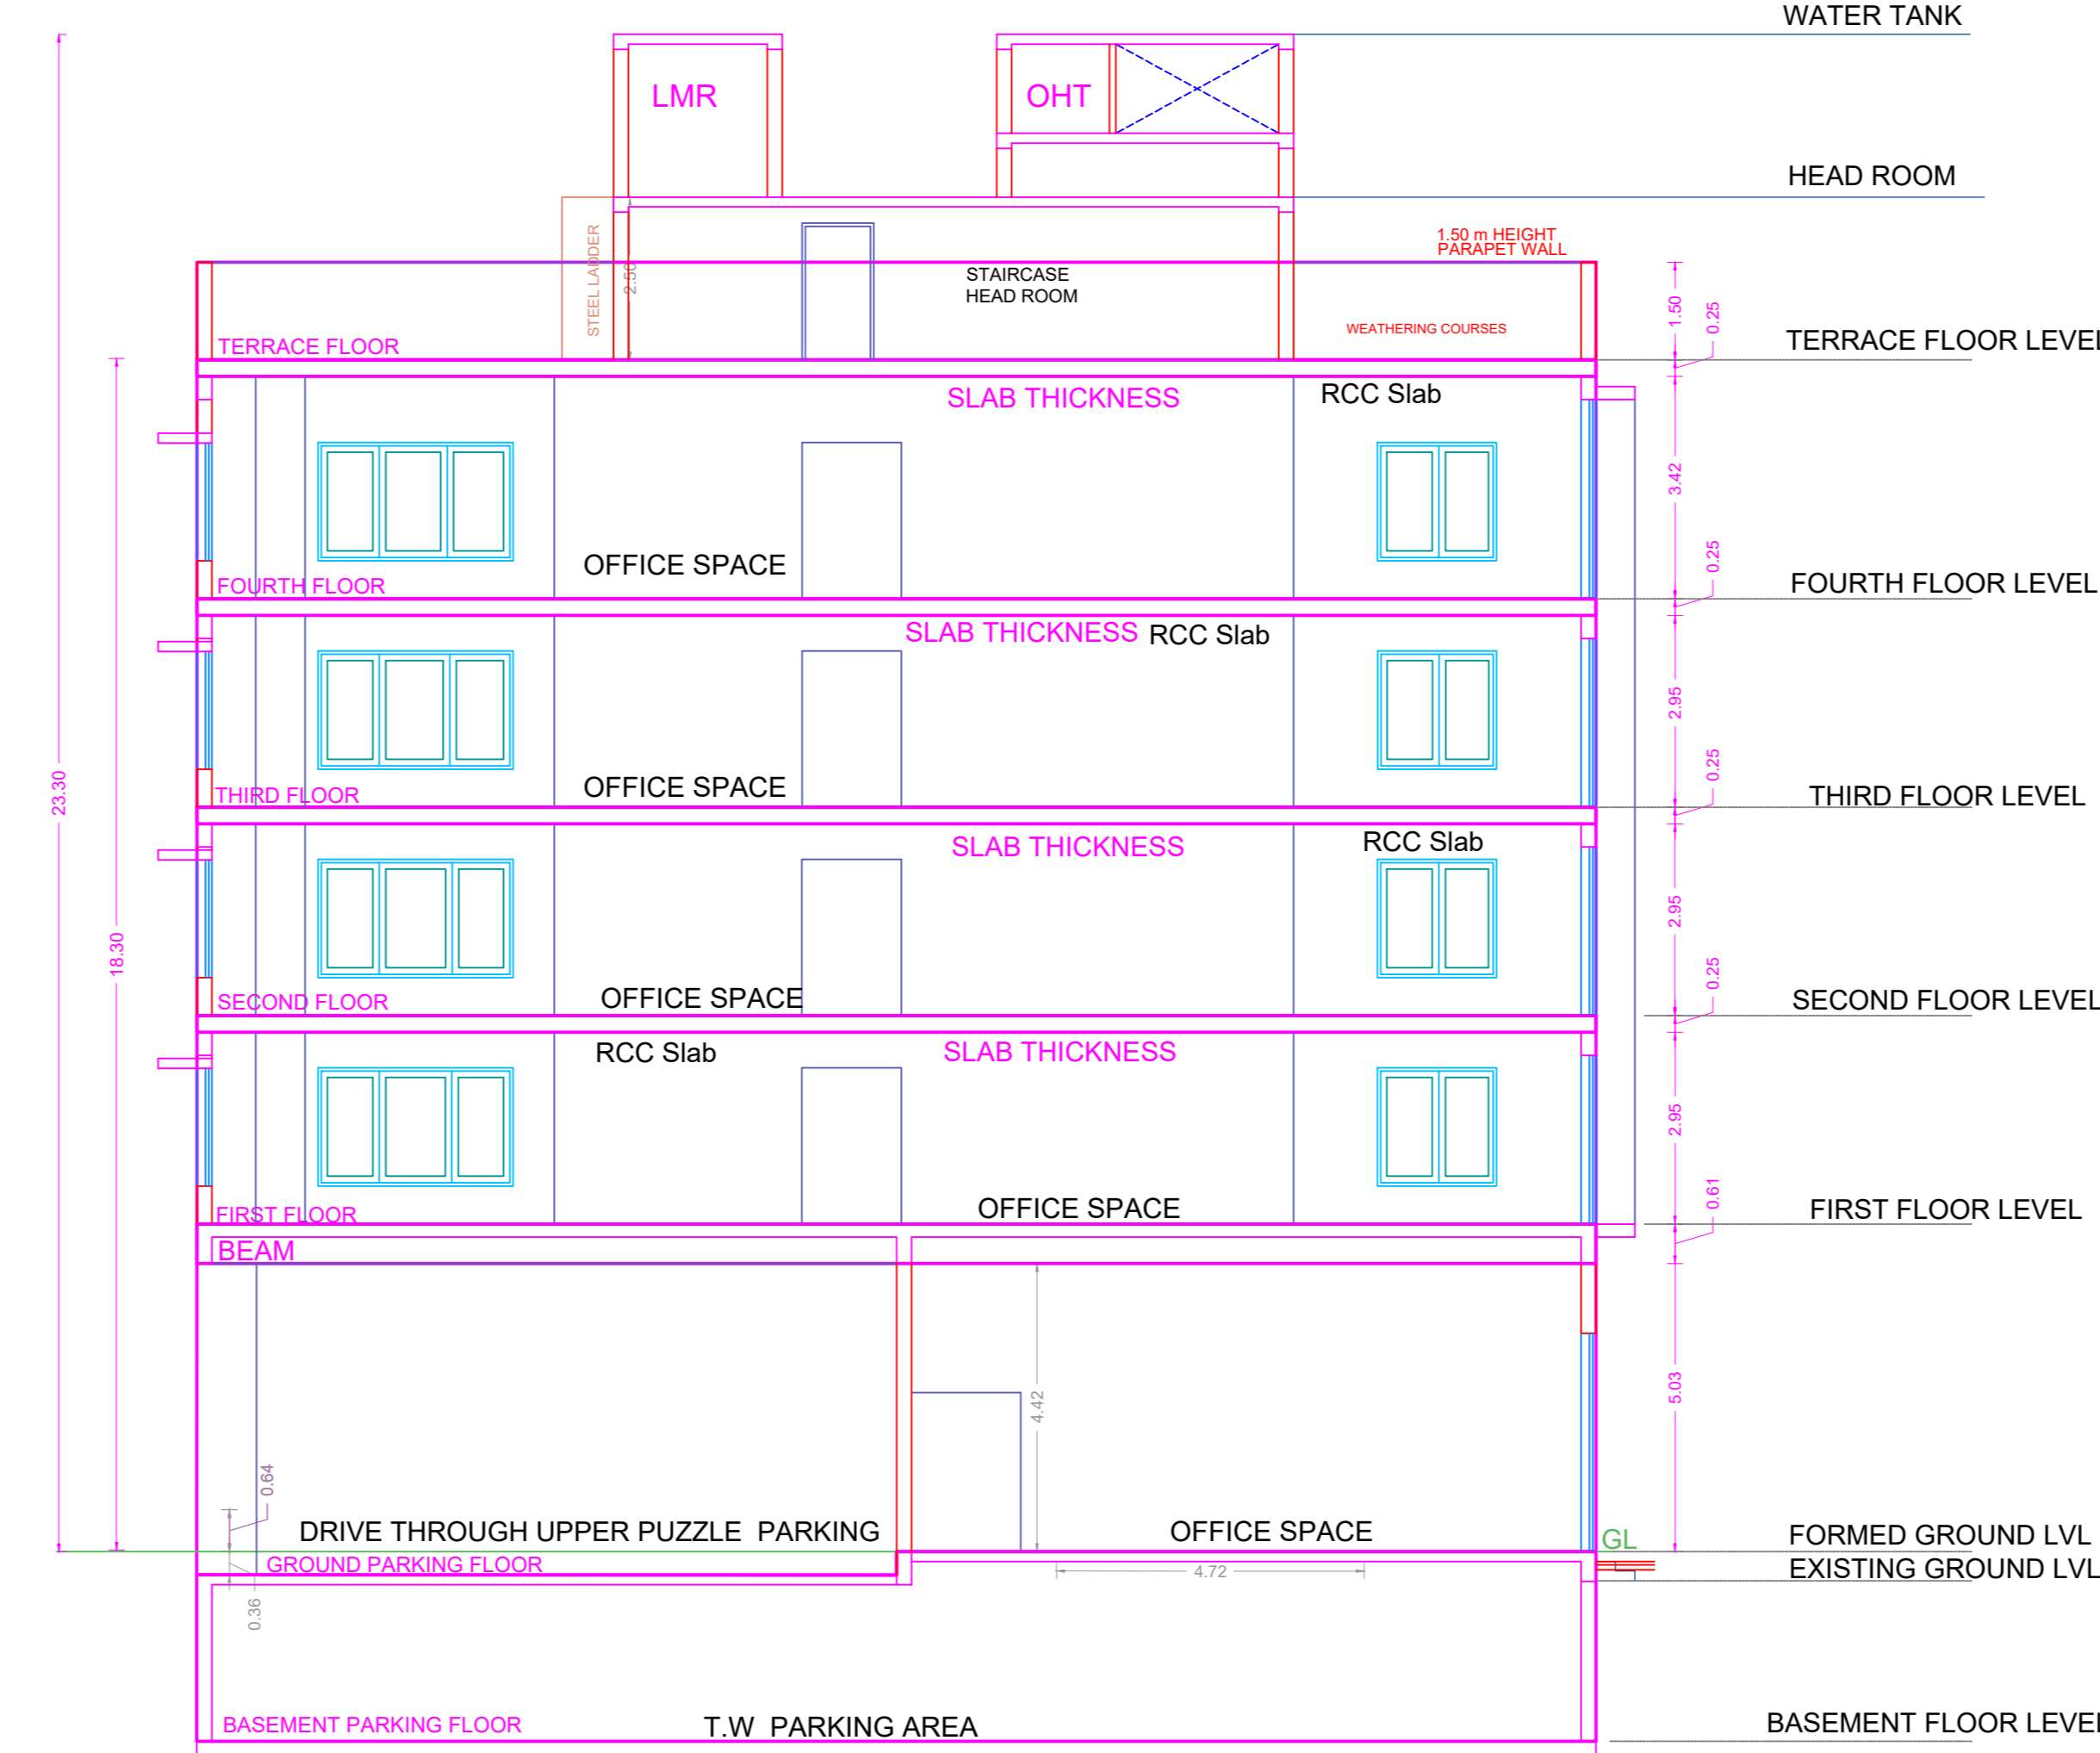 WATER TANK
LMR
OHT
HEAD ROOM
STEEL LADDER
2.50
1.50 m HEIGHT
PARAPET WALL
STAIRCASE
HEAD ROOM
WEATHERING COURSES
1.50
0.25
TERRACE FLOOR
TERRACE FLOOR LEVEL
SLAB THICKNESS
RCC Slab
3.42
OFFICE SPACE
0.25
FOURTH FLOOR
FOURTH FLOOR LEVEL
SLAB THICKNESS
RCC Slab
2.95
23.30
OFFICE SPACE
0.25
THIRD FLOOR
THIRD FLOOR LEVEL
SLAB THICKNESS
RCC Slab
2.95
18.30
OFFICE SPACE
0.25
SECOND FLOOR
SECOND FLOOR LEVEL
RCC Slab
SLAB THICKNESS
2.95
0.61
OFFICE SPACE
FIRST FLOOR
FIRST FLOOR LEVEL
BEAM
4.42
5.03
0.64
DRIVE THROUGH UPPER PUZZLE PARKING
OFFICE SPACE
GL
FORMED GROUND LVL
GROUND PARKING FLOOR
4.72
EXISTING GROUND LVL
0.36
BASEMENT PARKING FLOOR
T.W PARKING AREA
BASEMENT FLOOR LEVEL